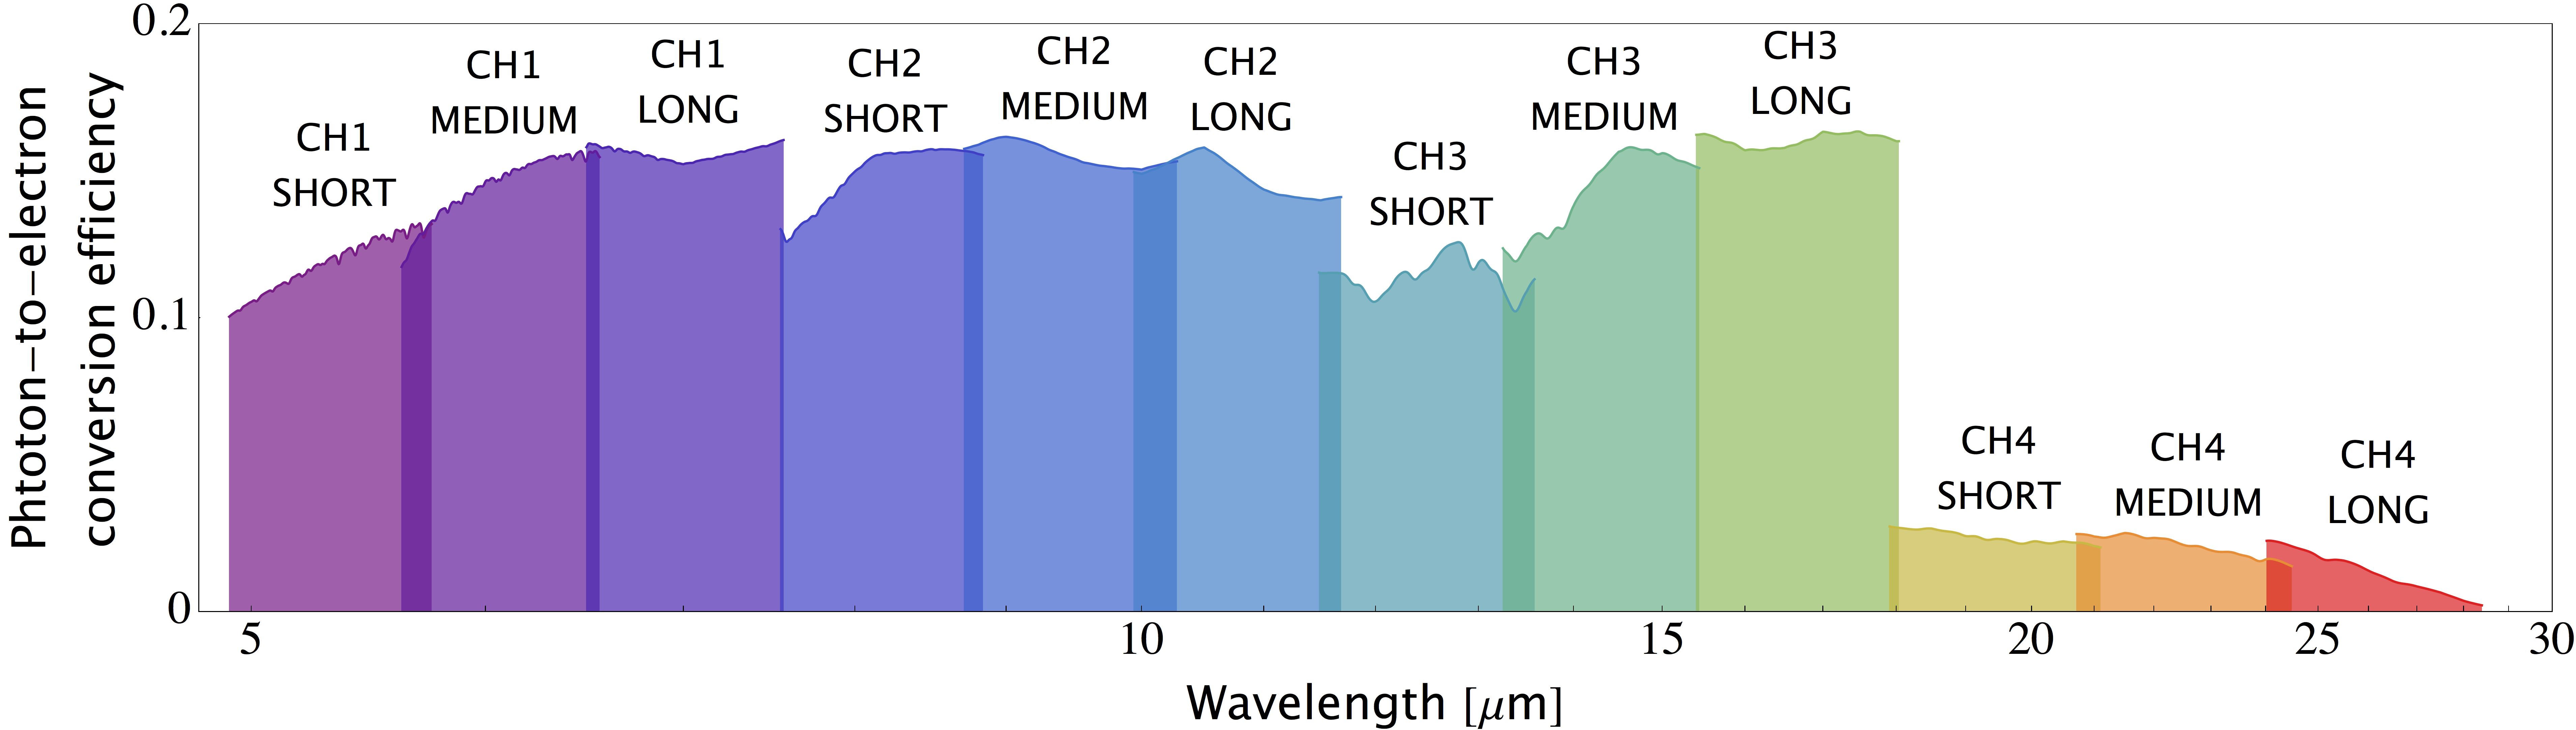 Phtoton-to-electron
conversion efficiency
0.2
0.1
0
CH1
SHORT
CH1
MEDIUM
CH1
LONG
CH2
SHORT
CH2
MEDIUM
CH2
LONG
CH3
SHORT
CH3
MEDIUM
CH3
LONG
CH4
SHORT
CH4
MEDIUM
CH4
LONG
5
10
15
20
25
30
Wavelength [μm]